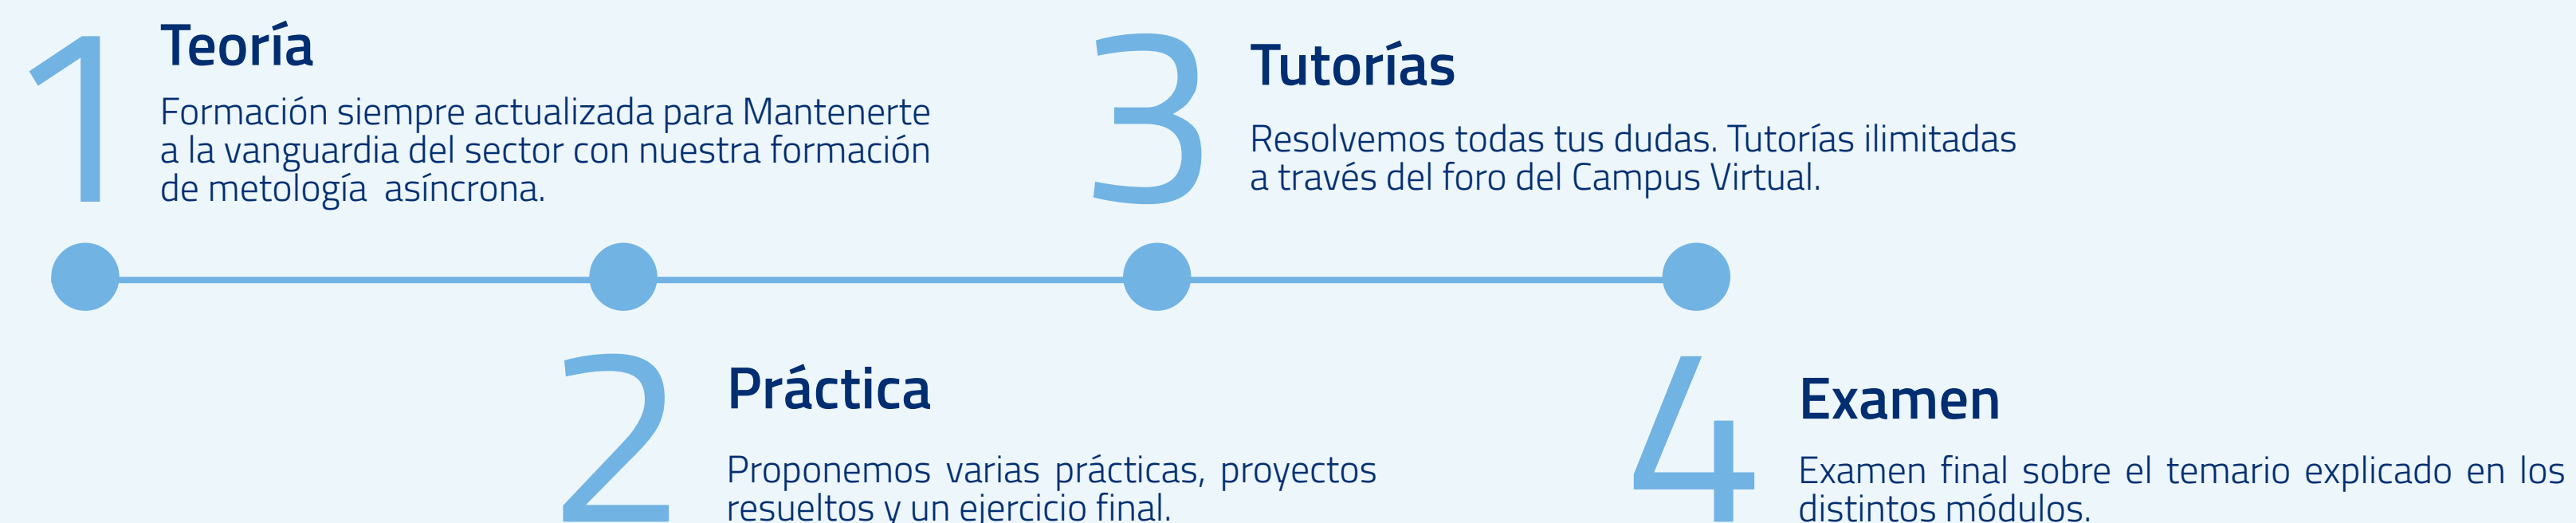 1
Teoría
Formación siempre actualizada para Mantenerte
a la vanguardia del sector con nuestra formación
de metología  asíncrona.
2
Práctica
Proponemos varias prácticas, proyectos
resueltos y un ejercicio final.
3
Tutorías
Resolvemos todas tus dudas. Tutorías ilimitadas
a través del foro del Campus Virtual.
4
Examen
Examen final sobre el temario explicado en los
distintos módulos.